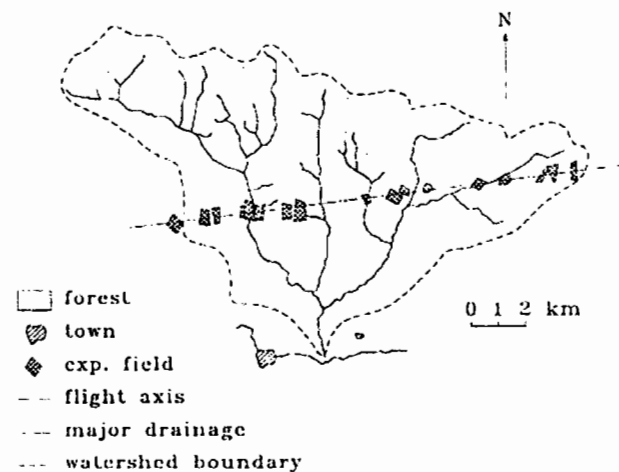 N
0 1 2 km
forest
town
exp. field
flight axis
major drainage
watershed boundary